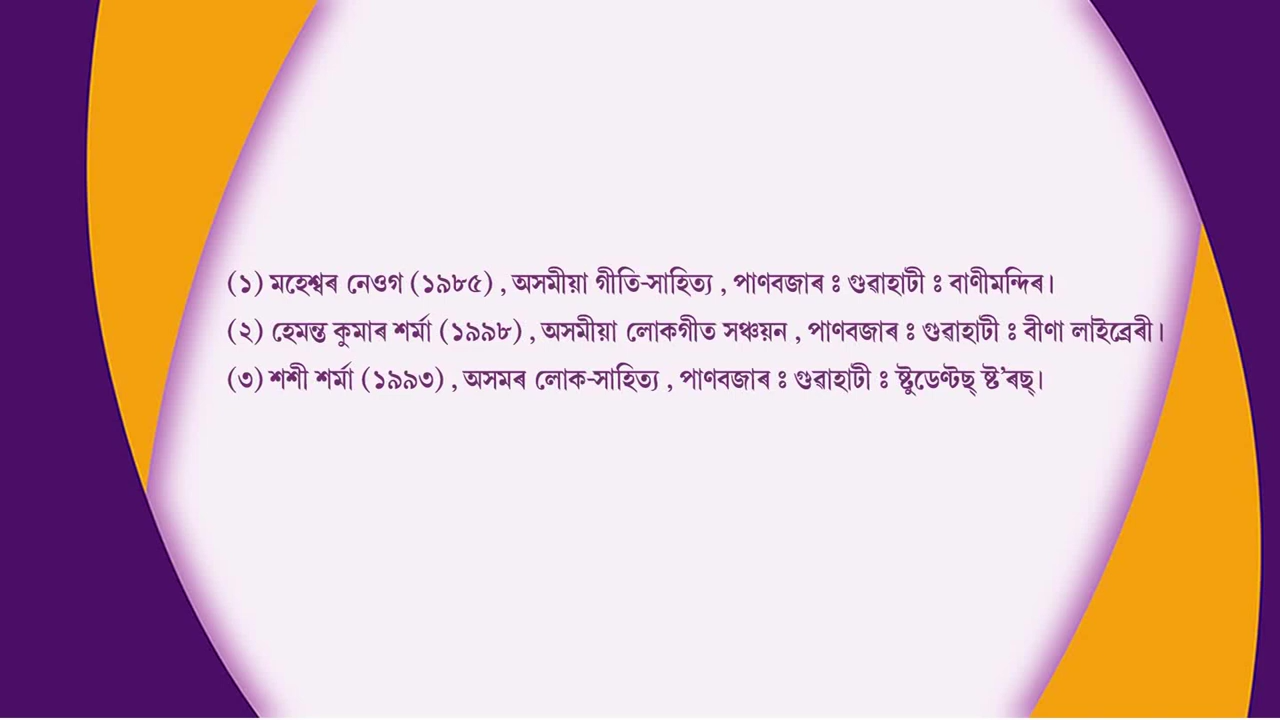 (১) মহেশ্বৰ নেওগ (১৯৮৫) , অসমীয়া গীতি-সাহিত্য , পাণবজাৰ ঃ গুৱাহাটী ঃ বাণীমন্দিৰ।
(২) হেমন্ত কুমাৰ শৰ্মা (১৯৯৮) , অসমীয়া লোকগীত সঞ্চয়ন , পাণবজাৰ ঃ গুৱাহাটী ঃ বীণা লাইব্ৰেৰী।
(৩) শশী শৰ্মা (১৯৯৩) , অসমৰ লোক-সাহিত্য , পাণবজাৰ ঃ গুৱাহাটী ঃ ষ্টুডেণ্টছ্ ষ্ট’ৰছ্।